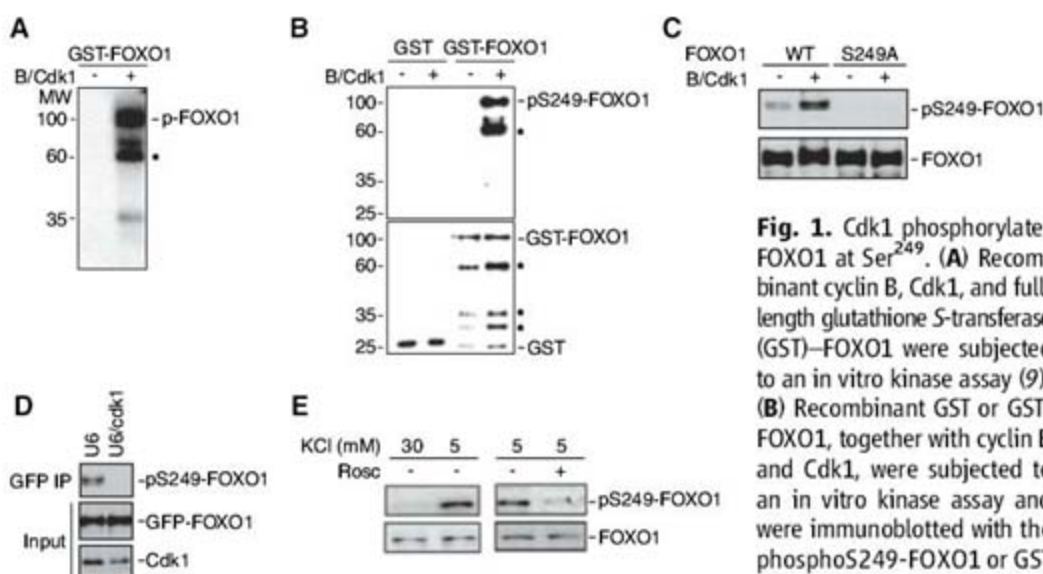 A
GST-FOXO1
B/Cdk1 - +
MW
100- -p-FOXO1
60- •
35-
B
GST GST-FOXO1
B/Cdk1 - + - +
100- -pS249-FOXO1
60- •
35-
25-
100- -GST-FOXO1
60- •
35- •
•
25- -GST
C
FOXO1 WT S249A
B/Cdk1 - + - +
-pS249-FOXO1
-FOXO1
D
U6 U6/cdk1
GFP IP -pS249-FOXO1
-GFP-FOXO1
Input
-Cdk1
E
KCl (mM) 30 5 5 5
Rosc - - - +
-pS249-FOXO1
-FOXO1
Fig. 1. Cdk1 phosphorylate
FOXO1 at Ser249. (A) Recom
binant cyclin B, Cdk1, and full
length glutathione S-transferase
(GST)–FOXO1 were subjected
to an in vitro kinase assay (9)
(B) Recombinant GST or GST
FOXO1, together with cyclin B
and Cdk1, were subjected to
an in vitro kinase assay and
were immunoblotted with the
phosphoS249-FOXO1 or GST